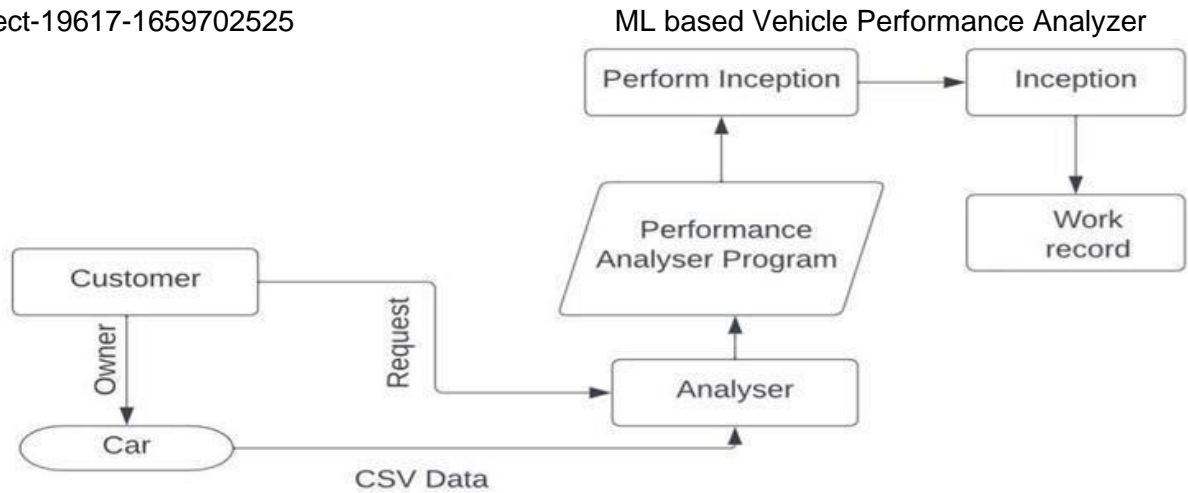 ect-19617-1659702525
ML based Vehicle Performance Analyzer
Perform Inception
Inception
Performance
Analyser Program
Work
record
Customer
Owner
Request
Analyser
Car
CSV Data